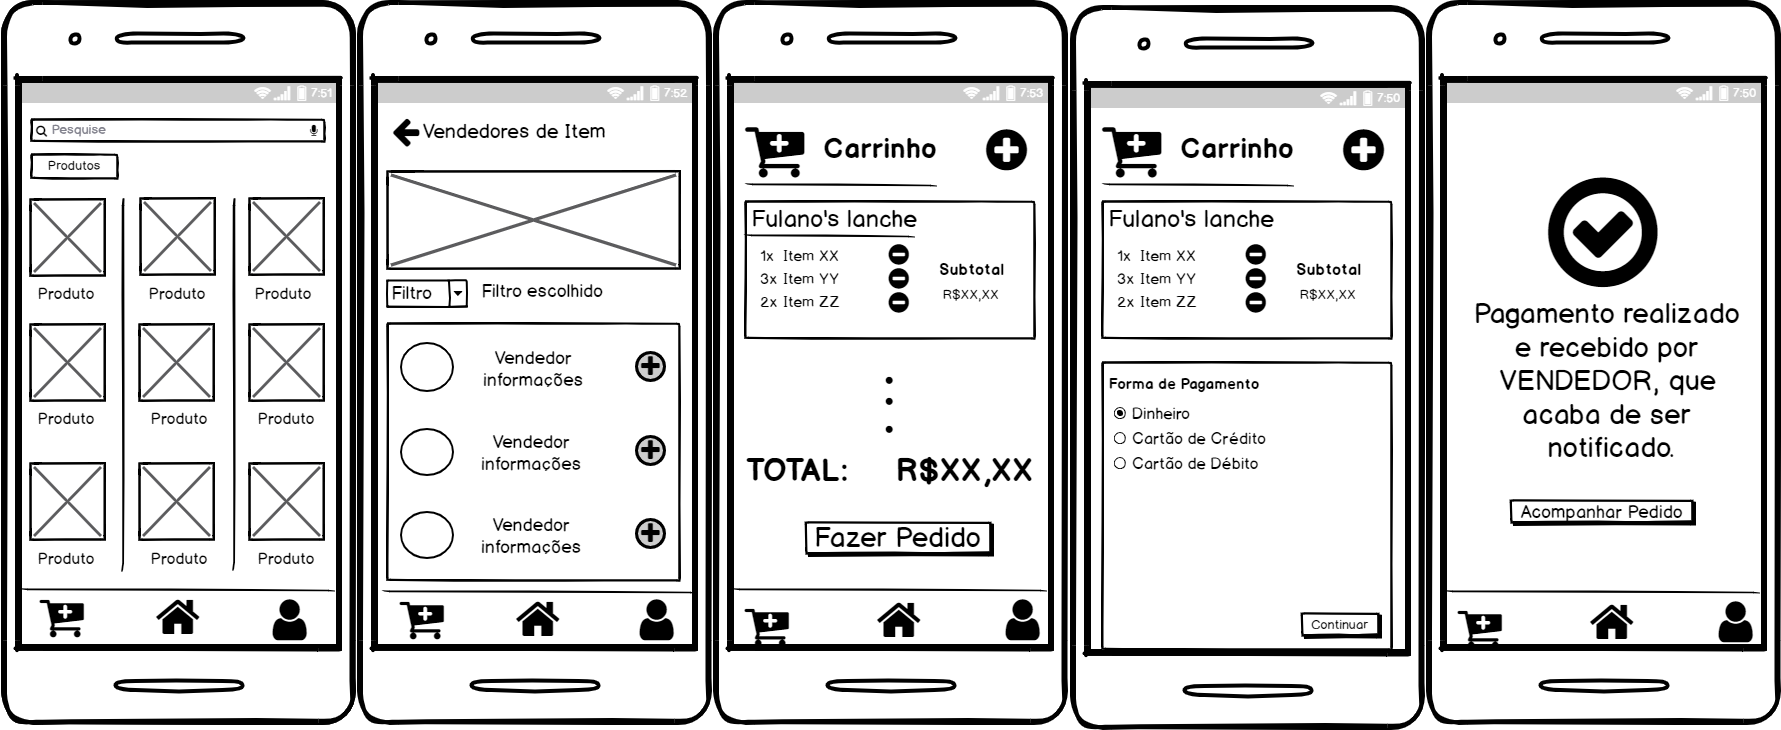 7:51
Pesquise
Produtos
Produto Produto Produto
Produto Produto Produto
Produto Produto Produto
7:52
Vendedores de Item
Filtro Filtro escolhido
Vendedor
informações
Vendedor
informações
Vendedor
informações
7:53
Carrinho
Fulano's lanche
1x Item XX
3x Item YY
2x Item ZZ
Subtotal
R$XX,XX
TOTAL: R$XX,XX
Fazer Pedido
7:50
Carrinho
Fulano's lanche
1x Item XX
3x Item YY
2x Item ZZ
Subtotal
R$XX,XX
Forma de Pagamento
Dinheiro
Cartão de Crédito
Cartão de Débito
Continuar
7:50
Pagamento realizado
e recebido por
VENDEDOR, que
acaba de ser
notificado.
Acompanhar Pedido